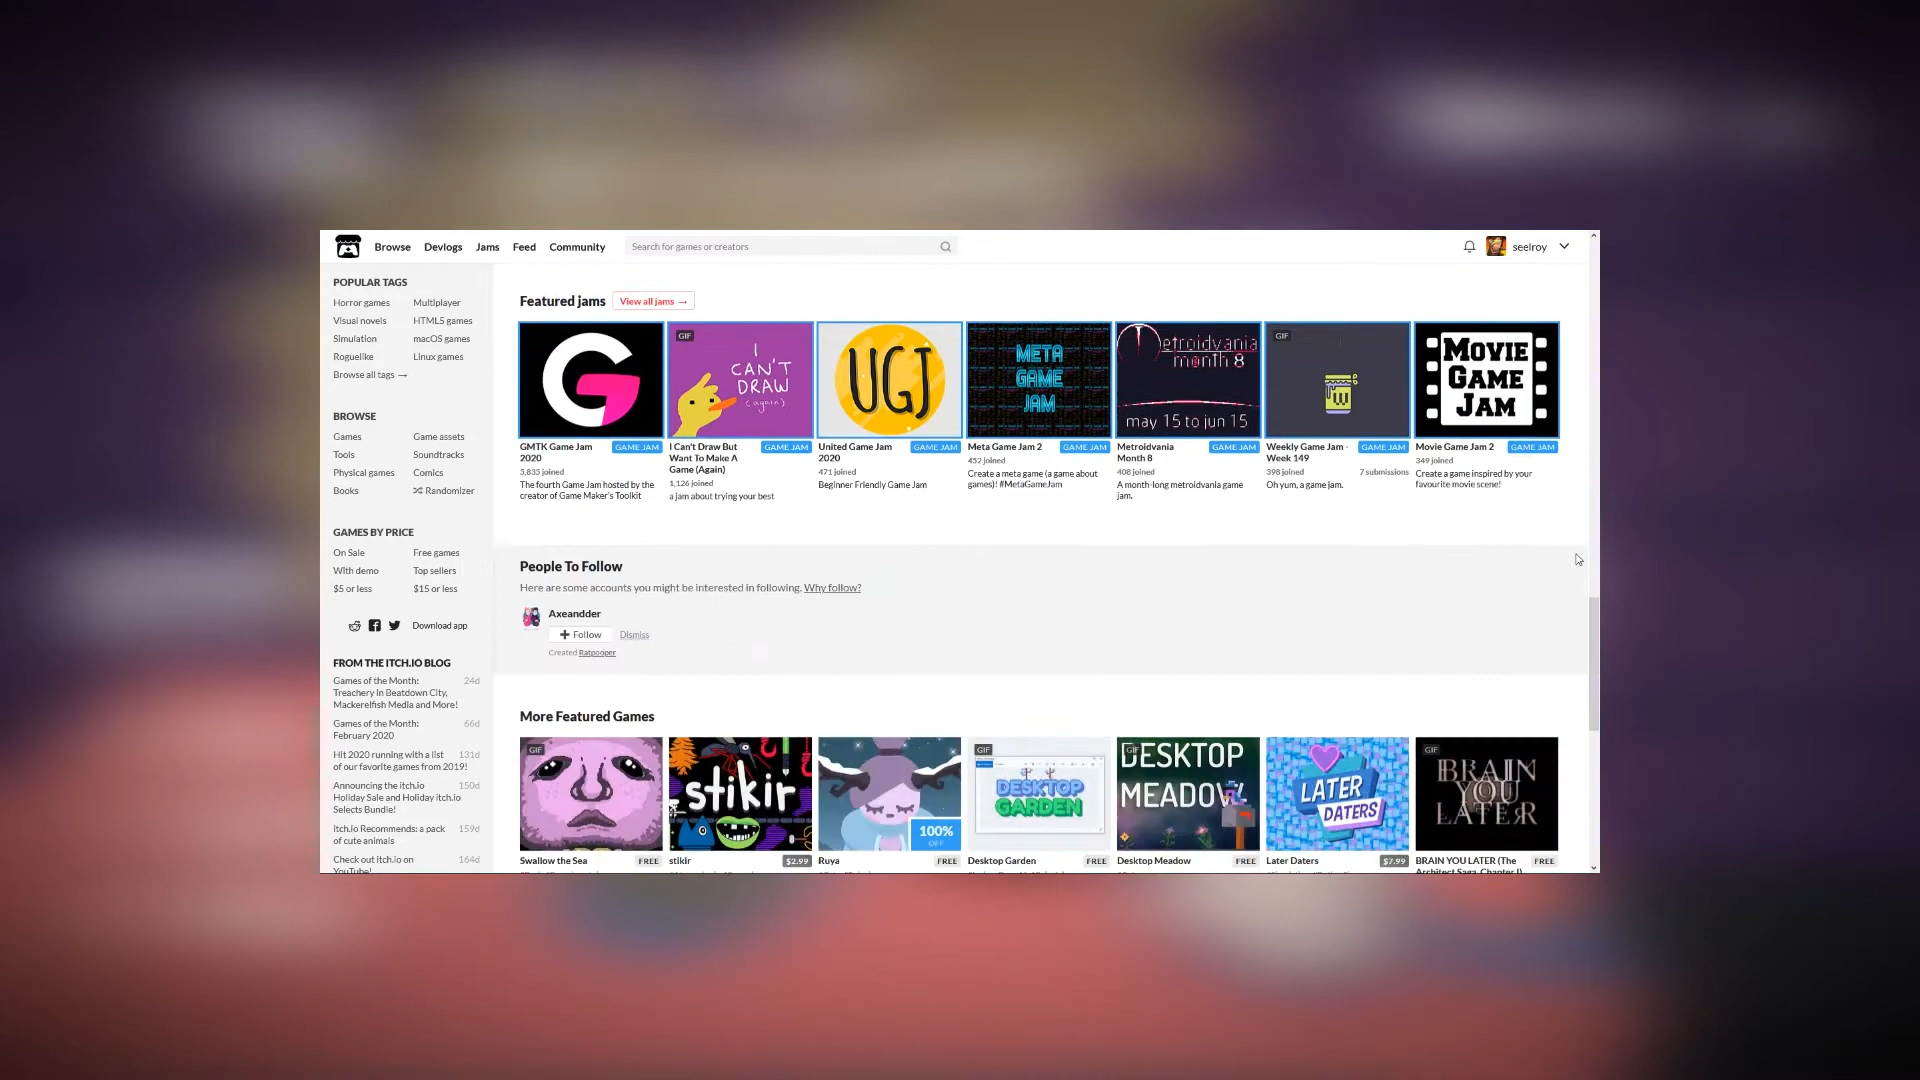 Browse Devlogs Jams Feed Community Search for games or creators seelroy
POPULAR TAGS
Horror games Multiplayer
Visual novels HTML5 games
Simulation macOS games
Roguelike Linux games
Browse all tags →
BROWSE
Games Game assets
Tools Soundtracks
Physical games Comics
Books Randomizer
GAMES BY PRICE
On Sale Free games
With demo Top sellers
$5 or less $15 or less
Download app
FROM THE ITCH.IO BLOG
Games of the Month: 24d
Treachery in Beatdown City,
Mackerelfish Media and More!
Games of the Month: 66d
February 2020
Hit 2020 running with a list 131d
of our favorite games from 2019!
Announcing the itch.io 150d
Holiday Sale and Holiday itch.io
Selects Bundle!
Itch.io Recommends: a pack 159d
of cute animals
Check out itch.io on 164d
YouTube!
Featured jams View all jams →
G
GMTK Game Jam GAME JAM
2020
5,835 joined
The fourth Game Jam hosted by the
creator of Game Maker's Toolkit
GIF
I
CAN'T
DRAW
(again)
I Can't Draw But GAME JAM
Want To Make A
Game (Again)
1,126 joined
a jam about trying your best
UGJ
United Game Jam GAME JAM
2020
471 joined
Beginner Friendly Game Jam
META
GAME
JAM
Meta Game Jam 2 GAME JAM
452 joined
Create a meta game (a game about
games)! #MetaGameJam
Metroidvania
month 8
may 15 to jun 15
Metroidvania GAME JAM
Month 8
408 joined
A month-long metroidvania game
jam.
GIF
W
Weekly Game Jam - GAME JAM
Week 149
398 joined 7 submissions
Oh yum, a game jam.
MOVIE
GAME
JAM
Movie Game Jam 2 GAME JAM
349 joined
Create a game inspired by your
favourite movie scene!
People To Follow
Here are some accounts you might be interested in following. Why follow?
Axeandder
+ Follow Dismiss
Created Ratpooper
More Featured Games
GIF
Swallow the Sea FREE
stikir
stikir $2.99
100%
OFF
Ruya FREE
GIF
DESKTOP
GARDEN
Desktop Garden FREE
GIF
DESKTOP
MEADOW
Desktop Meadow FREE
LATER
DATERS
Later Daters $7.99
GIF
BRAIN
YOU
LATER
BRAIN YOU LATER (The FREE
Architect Saga, Chapter I)